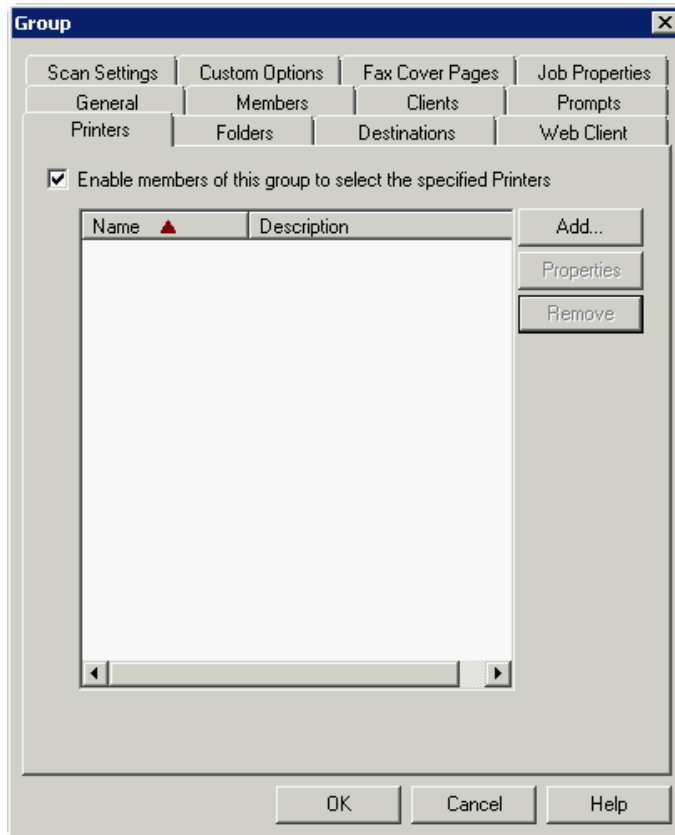 Group
Scan Settings Custom Options Fax Cover Pages Job Properties
General Members Clients Prompts
Printers Folders Destinations Web Client
Enable members of this group to select the specified Printers
Name Description Add...
Properties
Remove
OK Cancel Help